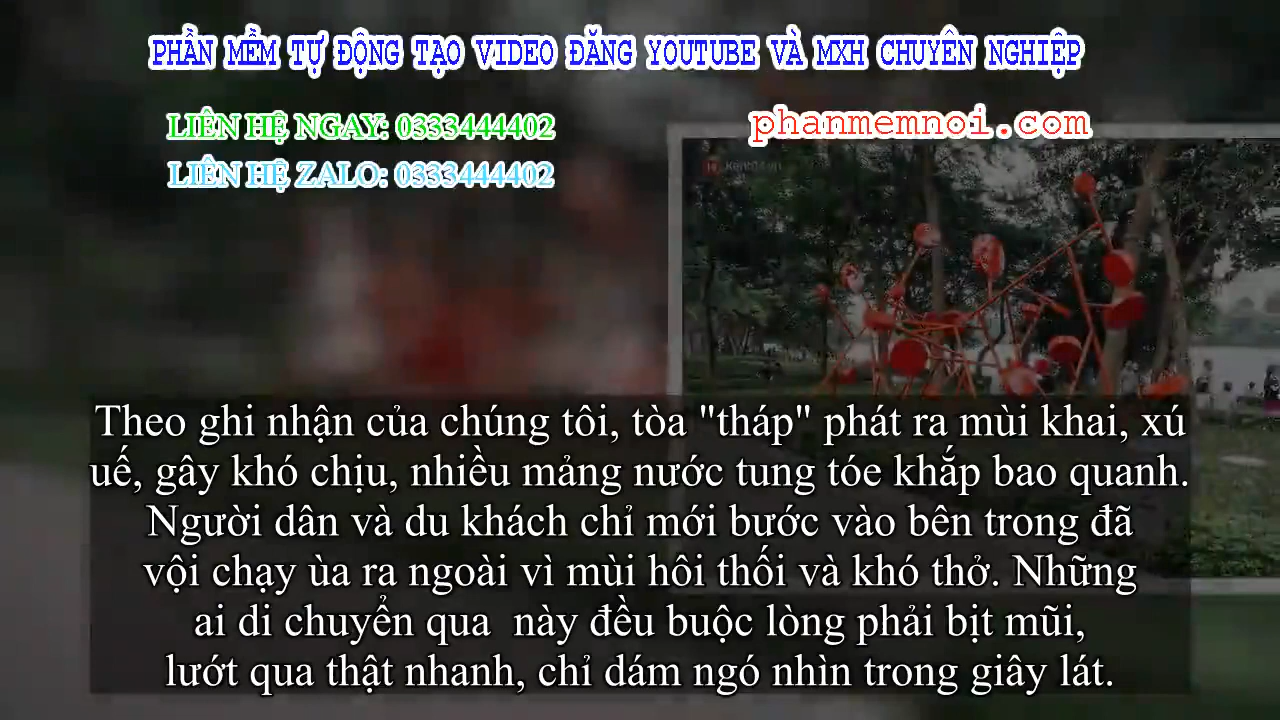 PHẦN MỀM TỰ ĐỘNG TẠO VIDEO ĐĂNG YOUTUBE VÀ MXH CHUYÊN NGHIỆP
LIÊN HỆ NGAY: 0333444402
phanmemnoi.com
LIÊN HỆ ZALO: 0333444402
Theo ghi nhận của chúng tôi, tòa "tháp" phát ra mùi khai, xú
uế, gây khó chịu, nhiều mảng nước tung tóe khắp bao quanh.
Người dân và du khách chỉ mới bước vào bên trong đã
vội chạy ùa ra ngoài vì mùi hôi thối và khó thở. Những
ai di chuyển qua  này đều buộc lòng phải bịt mũi,
lướt qua thật nhanh, chỉ dám ngó nhìn trong giây lát.